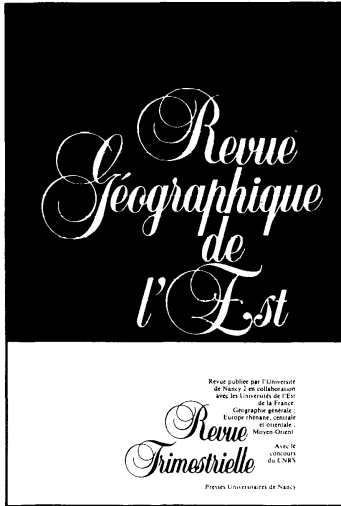 Revue
Géographique
de
l'Est
Revue publiée par l'Université
de Nancy 2 en collaboration
avec les Universités de l'Est
de la France.
Géographie générale ;
Europe rhénane, centrale
et orientale ;
Moyen-Orient.
Revue
Trimestrielle
Avec le
concours
du CNRS
Presses Universitaires de Nancy